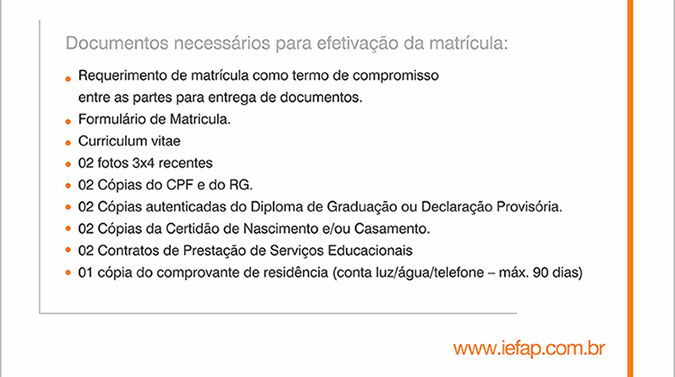 Documentos necessários para efetivação da matrícula:
• Requerimento de matrícula como termo de compromisso
entre as partes para entrega de documentos.
• Formulário de Matricula.
• Curriculum vitae
• 02 fotos 3x4 recentes
• 02 Cópias do CPF e do RG.
• 02 Cópias autenticadas do Diploma de Graduação ou Declaração Provisória.
• 02 Cópias da Certidão de Nascimento e/ou Casamento.
• 02 Contratos de Prestação de Serviços Educacionais
• 01 cópia do comprovante de residência (conta luz/água/telefone – máx. 90 dias)
www.iefap.com.br